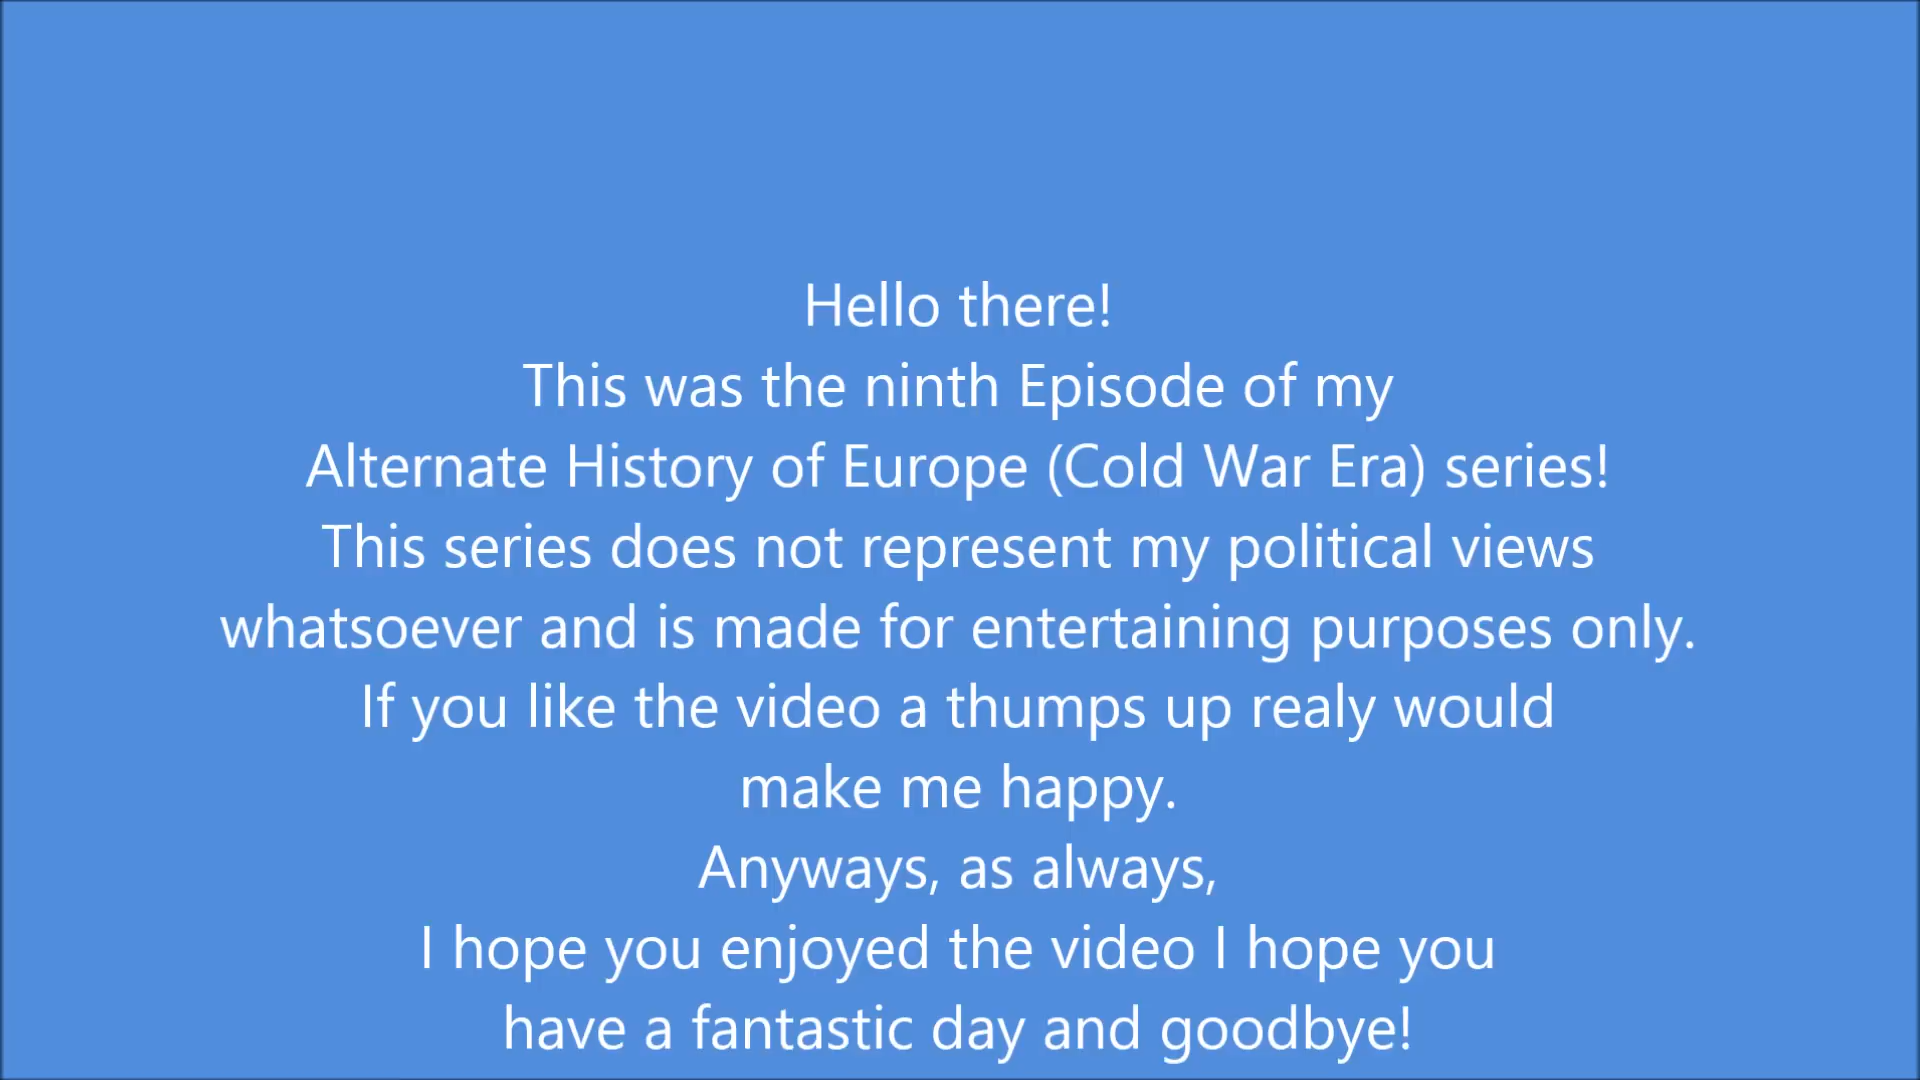 Hello there!
This was the ninth Episode of my
Alternate History of Europe (Cold War Era) series!
This series does not represent my political views
whatsoever and is made for entertaining purposes only.
If you like the video a thumps up realy would
make me happy.
Anyways, as always,
I hope you enjoyed the video I hope you
have a fantastic day and goodbye!